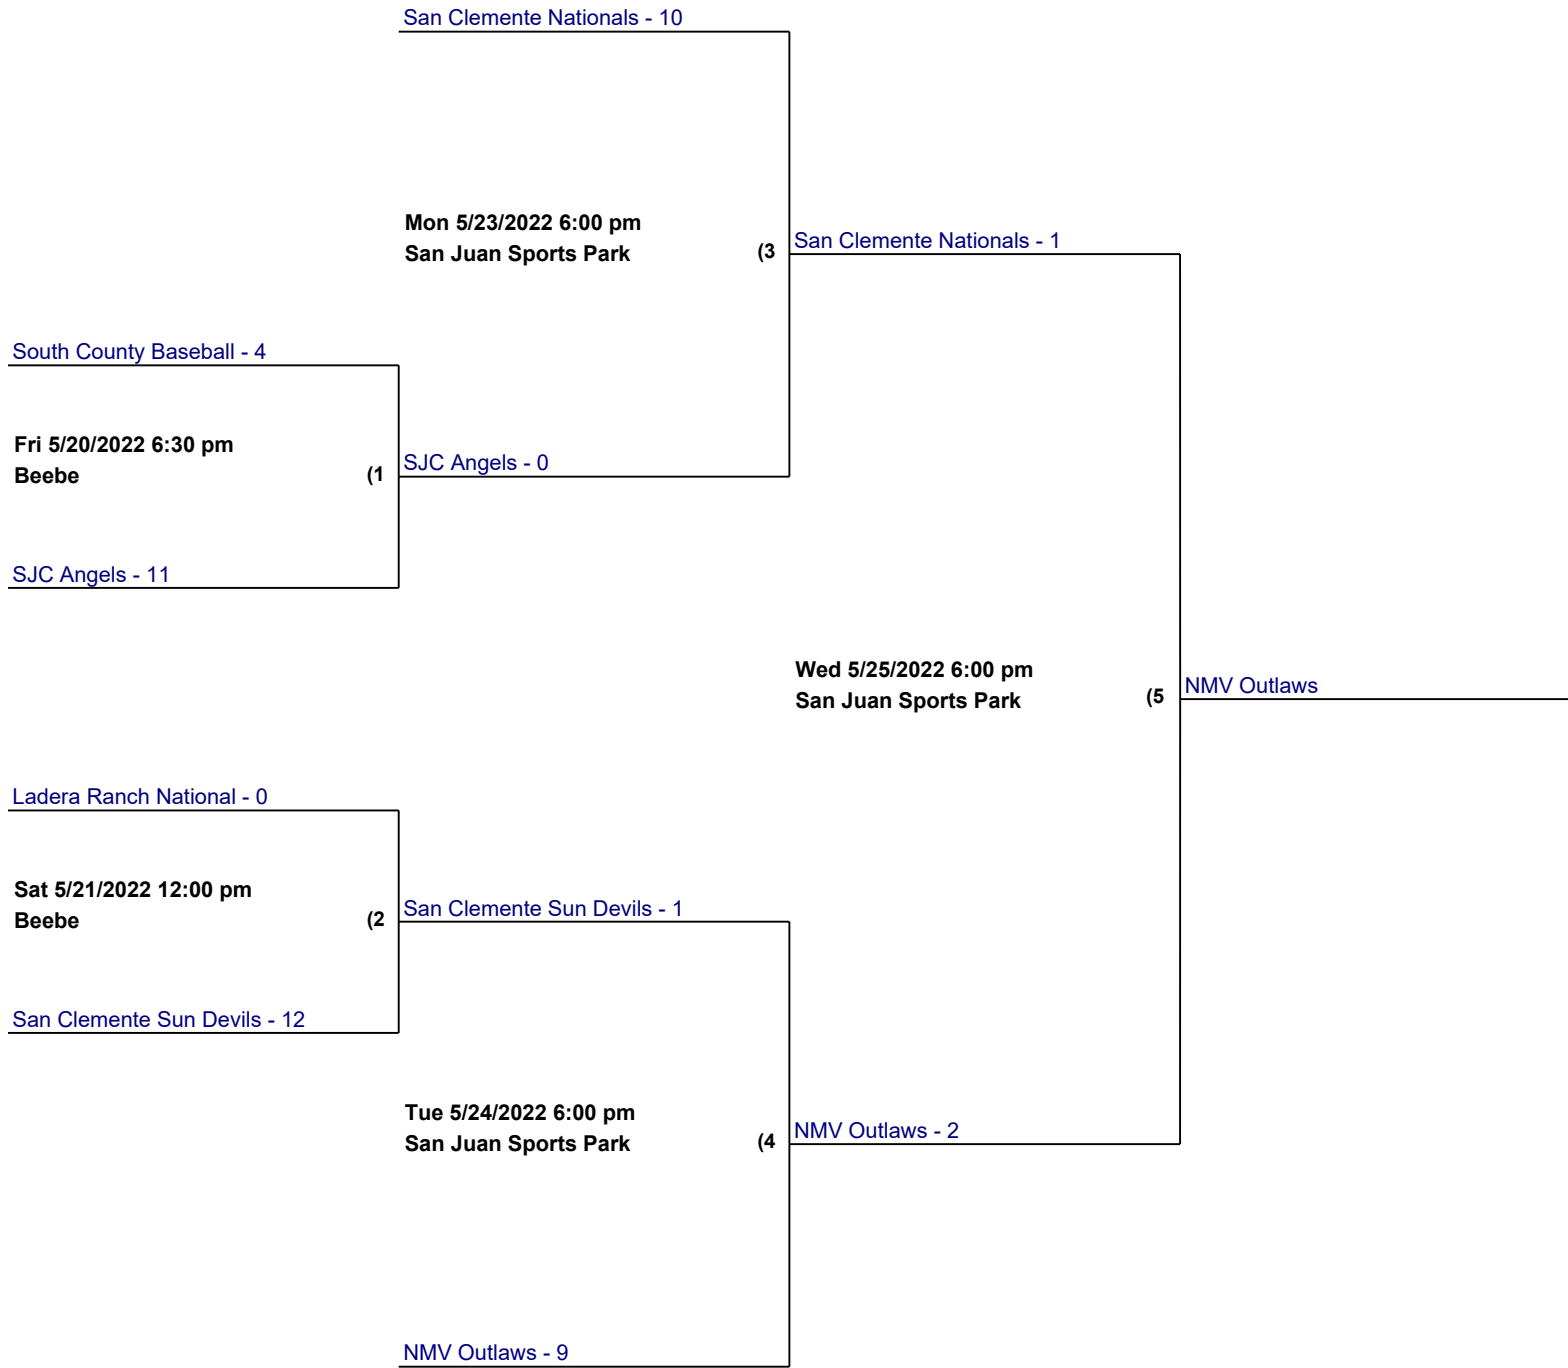 San Clemente Nationals - 10
Mon 5/23/2022 6:00 pm
San Juan Sports Park
(3
San Clemente Nationals - 1
South County Baseball - 4
Fri 5/20/2022 6:30 pm
Beebe
(1
SJC Angels - 0
SJC Angels - 11
Wed 5/25/2022 6:00 pm
San Juan Sports Park
(5
NMV Outlaws
Ladera Ranch National - 0
Sat 5/21/2022 12:00 pm
Beebe
(2
San Clemente Sun Devils - 1
San Clemente Sun Devils - 12
Tue 5/24/2022 6:00 pm
San Juan Sports Park
(4
NMV Outlaws - 2
NMV Outlaws - 9